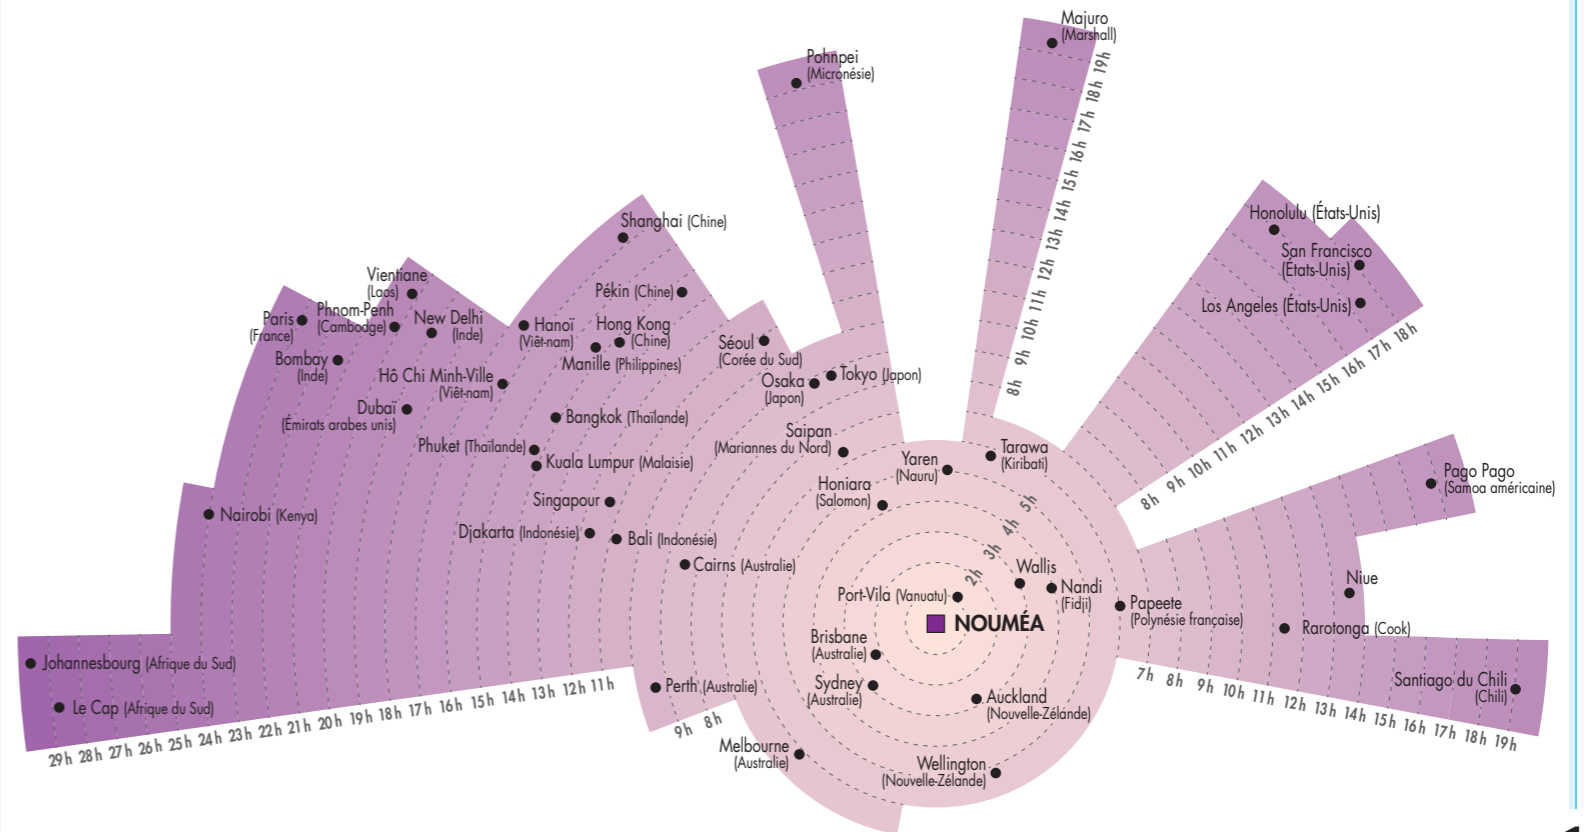 Majuro
(Marshall)
Pohnpei
(Micronésie)
19h
18h
17h
16h
15h
14h
13h
12h
11h
10h
9h
8h
Honolulu (États-Unis)
San Francisco
(États-Unis)
Los Angeles (États-Unis)
18h
17h
16h
15h
14h
13h
12h
11h
10h
9h
8h
Shanghai (Chine)
Pékin (Chine)
Vientiane
(Laos)
Phnom-Penh
(Cambodge)
New Delhi
(Inde)
Paris
(France)
Bombay
(Inde)
Hanoï
(Viêt-nam)
Hong Kong
(Chine)
Manille (Philippines)
Séoul
(Corée du Sud)
Osaka
(Japon)
Tokyo (Japon)
Hô Chi Minh-Ville
(Viêt-nam)
Dubaï
(Émirats arabes unis)
Bangkok (Thaïlande)
Phuket (Thaïlande)
Kuala Lumpur (Malaisie)
Saipan
(Mariannes du Nord)
Yaren
(Nauru)
Tarawa
(Kiribati)
Honiara
(Salomon)
Pago Pago
(Samoa américaine)
Singapour
Nairobi (Kenya)
Djakarta (Indonésie)
Bali (Indonésie)
Cairns (Australie)
5h
4h
3h
2h
Wallis
Nandi
(Fidji)
Port-Vila (Vanuatu)
NOUMÉA
Papeete
(Polynésie française)
Niue
Rarotonga (Cook)
Brisbane
(Australie)
Sydney
(Australie)
Auckland
(Nouvelle-Zélande)
Perth (Australie)
Johannesbourg (Afrique du Sud)
Le Cap (Afrique du Sud)
Santiago du Chili
(Chili)
7h 8h 9h 10h 11h 12h 13h 14h 15h 16h 17h 18h 19h
29h 28h 27h 26h 25h 24h 23h 22h 21h 20h 19h 18h 17h 16h 15h 14h 13h 12h 11h
9h 8h
Melbourne
(Australie)
Wellington
(Nouvelle-Zélande)